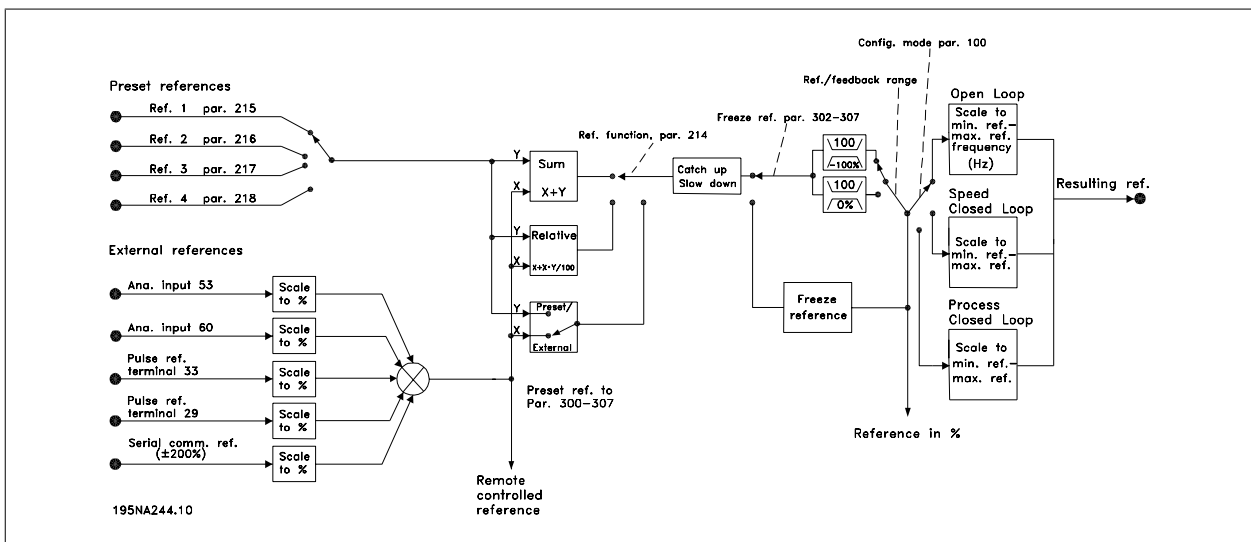 Config. mode par. 100
Ref./feedback range
Preset references
Ref. 1 par. 215
Ref. 2 par. 216
Ref. 3 par. 217
Ref. 4 par. 218
Ref. function, par. 214
Freeze ref. par. 302-307
Y
Sum
X
X+Y
Y
Relative
X
X+X·Y/100
Y
Preset/
X
External
Catch up
Slow down
100
-100%
100
0%
Freeze
reference
Open Loop
Scale to
min. ref.-
max. ref.
frequency
(Hz)
Speed
Closed Loop
Scale to
min. ref.-
max. ref.
Process
Closed Loop
Scale to
min. ref.-
max. ref.
Resulting ref.
Reference in %
External references
Ana. input 53
Scale
to %
Ana. input 60
Scale
to %
Pulse ref.
terminal 33
Scale
to %
Pulse ref.
terminal 29
Scale
to %
Serial comm. ref.
(±200%)
Scale
to %
Preset ref. to
Par. 300-307
Remote
controlled
reference
195NA244.10